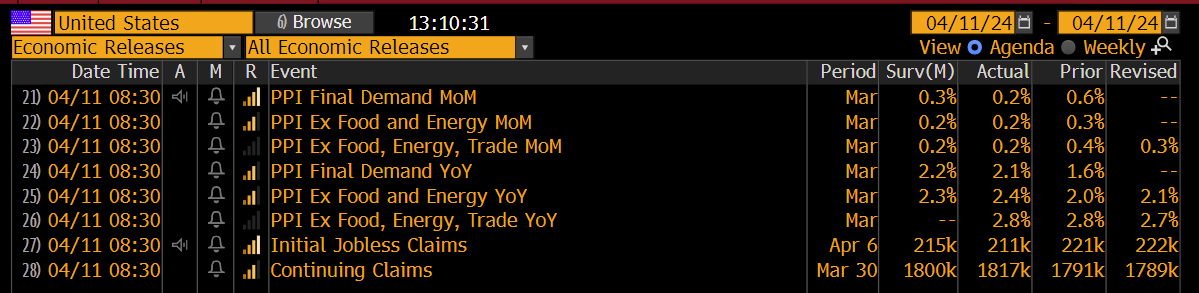 United States 6) Browse 13:10:31 04/11/24 - 04/11/24
Economic Releases All Economic Releases View Agenda Weekly
Date Time A M R Event Period Surv(M) Actual Prior Revised
21) 04/11 08:30 PPI Final Demand MoM Mar 0.3% 0.2% 0.6% --
22) 04/11 08:30 PPI Ex Food and Energy MoM Mar 0.2% 0.2% 0.3% --
23) 04/11 08:30 PPI Ex Food, Energy, Trade MoM Mar 0.2% 0.2% 0.4% 0.3%
24) 04/11 08:30 PPI Final Demand YoY Mar 2.2% 2.1% 1.6% --
25) 04/11 08:30 PPI Ex Food and Energy YoY Mar 2.3% 2.4% 2.0% 2.1%
26) 04/11 08:30 PPI Ex Food, Energy, Trade YoY Mar -- 2.8% 2.8% 2.7%
27) 04/11 08:30 Initial Jobless Claims Apr 6 215k 211k 221k 222k
28) 04/11 08:30 Continuing Claims Mar 30 1800k 1817k 1791k 1789k